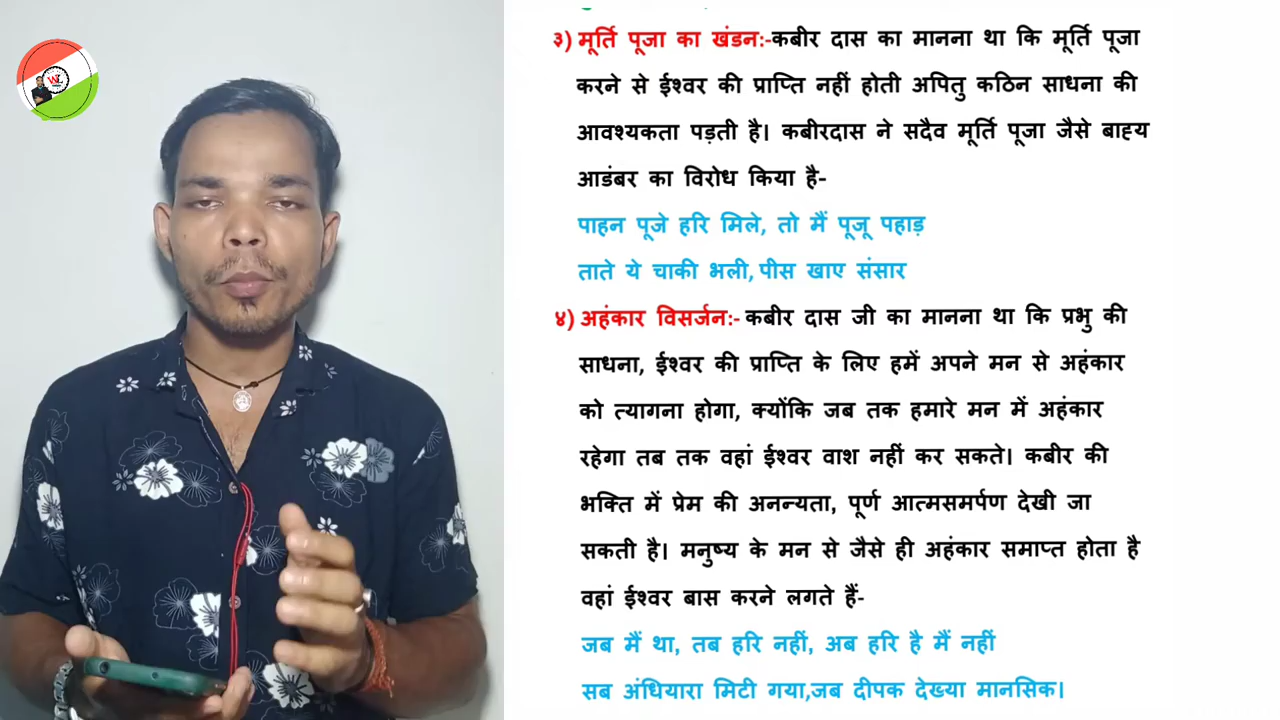 ३) मूर्ति पूजा का खंडन:-कबीर दास का मानना था कि मूर्ति पूजा
करने से ईश्वर की प्राप्ति नहीं होती अपितु कठिन साधना की
आवश्यकता पड़ती है। कबीरदास ने सदैव मूर्ति पूजा जैसे बाह्य
आडंबर का विरोध किया है-
पाहन पूजे हरि मिले, तो मैं पूजू पहाड़
ताते ये चाकी भली, पीस खाए संसार
४) अहंकार विसर्जन:- कबीर दास जी का मानना था कि प्रभु की
साधना, ईश्वर की प्राप्ति के लिए हमें अपने मन से अहंकार
को त्यागना होगा, क्योंकि जब तक हमारे मन में अहंकार
रहेगा तब तक वहां ईश्वर वाश नहीं कर सकते। कबीर की
भक्ति में प्रेम की अनन्यता, पूर्ण आत्मसमर्पण देखी जा
सकती है। मनुष्य के मन से जैसे ही अहंकार समाप्त होता है
वहां ईश्वर बास करने लगते हैं-
जब मैं था, तब हरि नहीं, अब हरि है मैं नहीं
सब अंधियारा मिटी गया,जब दीपक देख्या मानसिक।